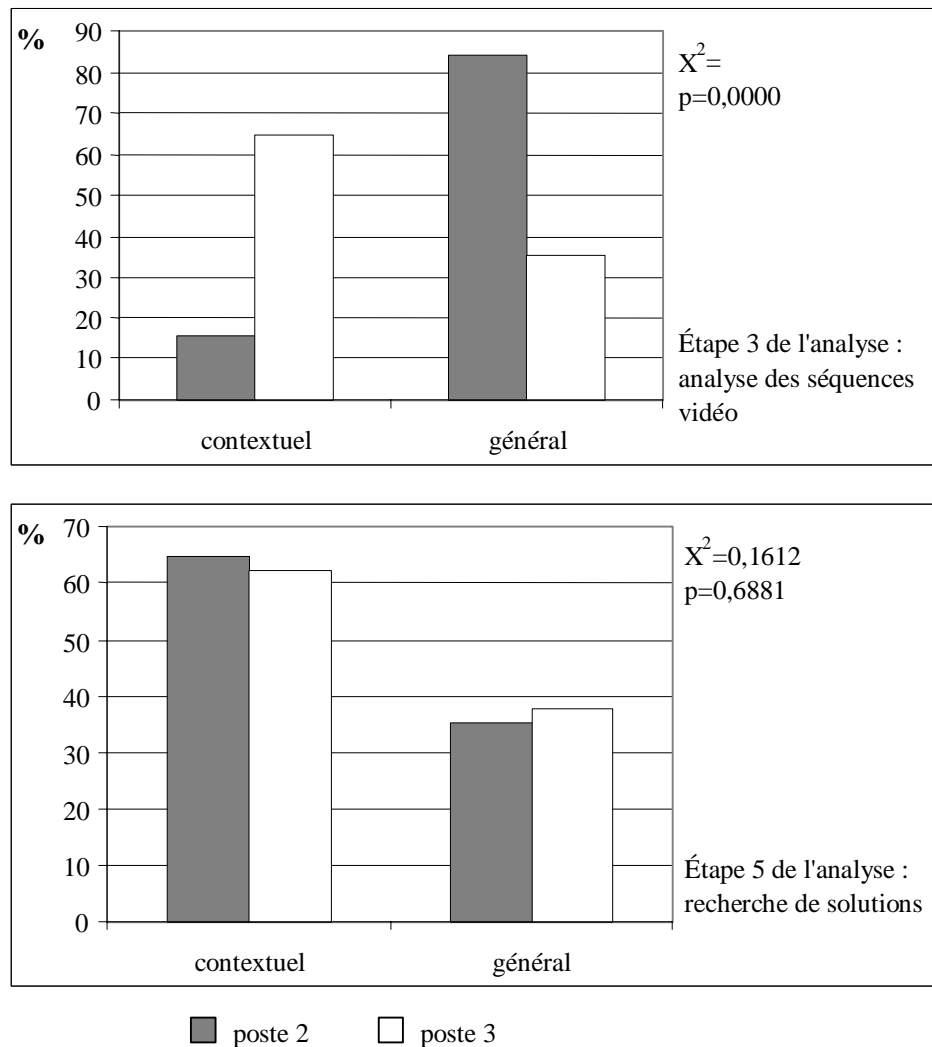 %
90
80
70
60
50
40
30
20
10
0
contextuel général
X²=
p=0,0000
Étape 3 de l'analyse :
analyse des séquences
vidéo
%
70
60
50
40
30
20
10
0
contextuel général
X²=0,1612
p=0,6881
Étape 5 de l'analyse :
recherche de solutions
poste 2 poste 3